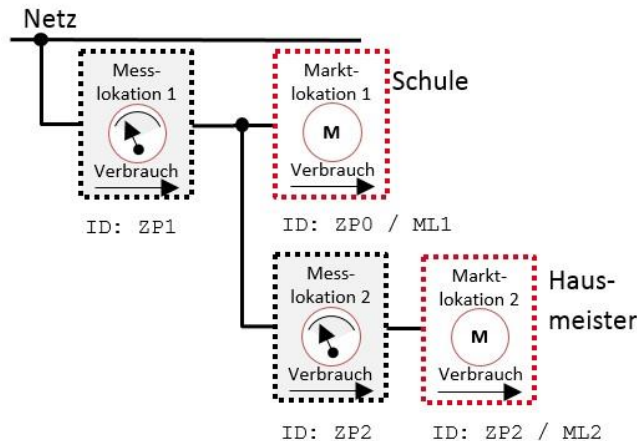 Netz
Mess-
lokation 1
Verbrauch
ID: ZP1
Markt-
lokation 1
M
Verbrauch
Schule
ID: ZP0 / ML1
Mess-
lokation 2
Verbrauch
ID: ZP2
Markt-
lokation 2
M
Verbrauch
Haus-
meister
ID: ZP2 / ML2